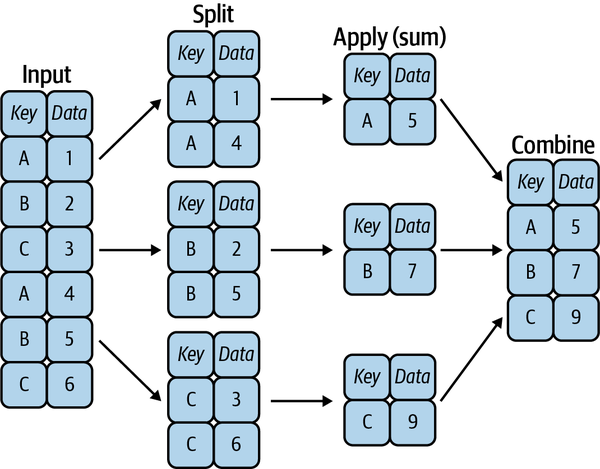 Input
Key Data
A 1
B 2
C 3
A 4
B 5
C 6
Split
Key Data
A 1
A 4
Key Data
B 2
B 5
Key Data
C 3
C 6
Apply (sum)
Key Data
A 5
Key Data
B 7
Key Data
C 9
Combine
Key Data
A 5
B 7
C 9